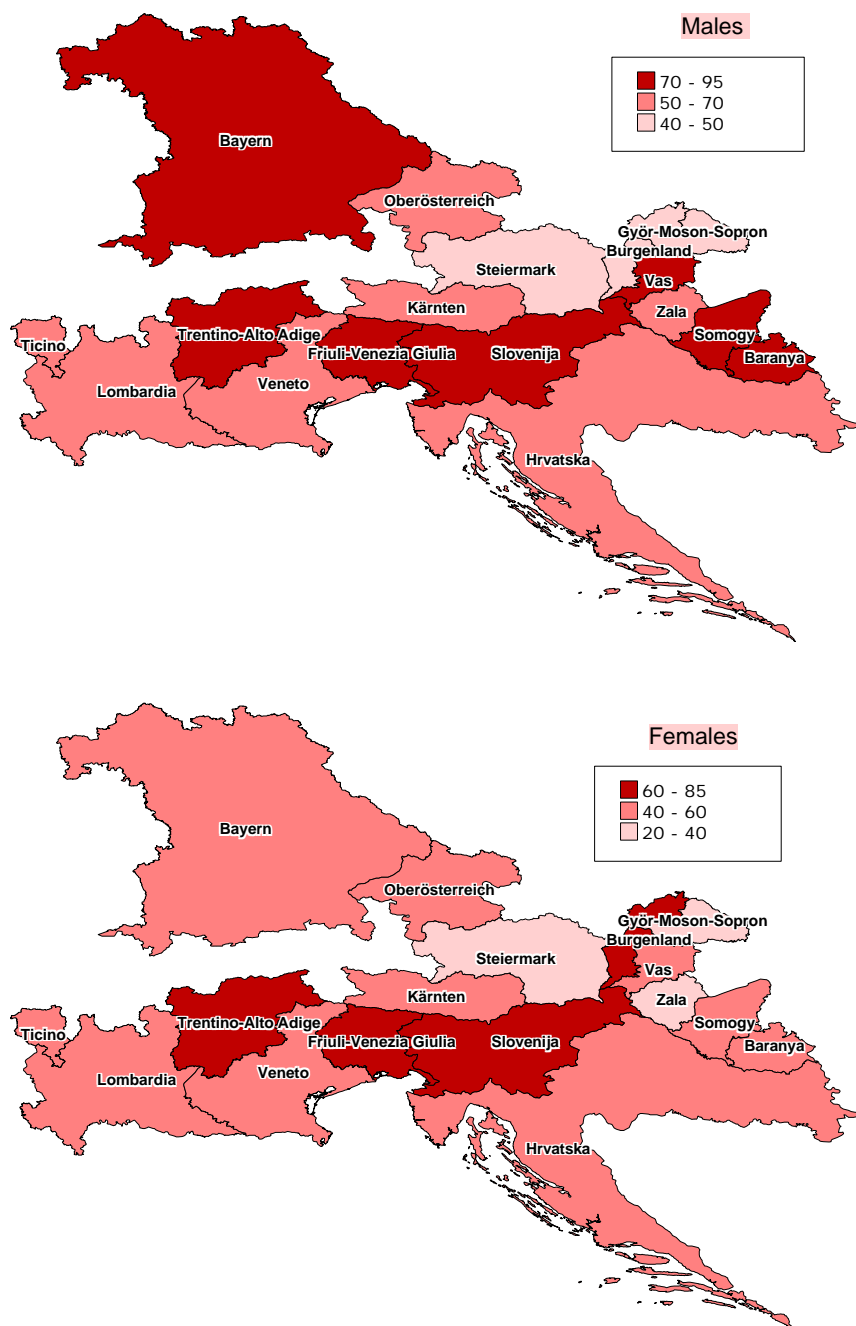 Males
70 - 95
50 - 70
40 - 50
Bayern
Oberösterreich
Györ-Moson-Sopron
Burgenland
Steiermark
Vas
Kärnten
Zala
Trentino-Alto Adige
Somogy
Ticino
Friuli-Venezia Giulia
Slovenija
Baranya
Lombardia
Veneto
Hrvatska
Females
60 - 85
40 - 60
20 - 40
Bayern
Oberösterreich
Györ-Moson-Sopron
Burgenland
Steiermark
Vas
Kärnten
Zala
Trentino-Alto Adige
Somogy
Ticino
Friuli-Venezia Giulia
Slovenija
Baranya
Lombardia
Veneto
Hrvatska